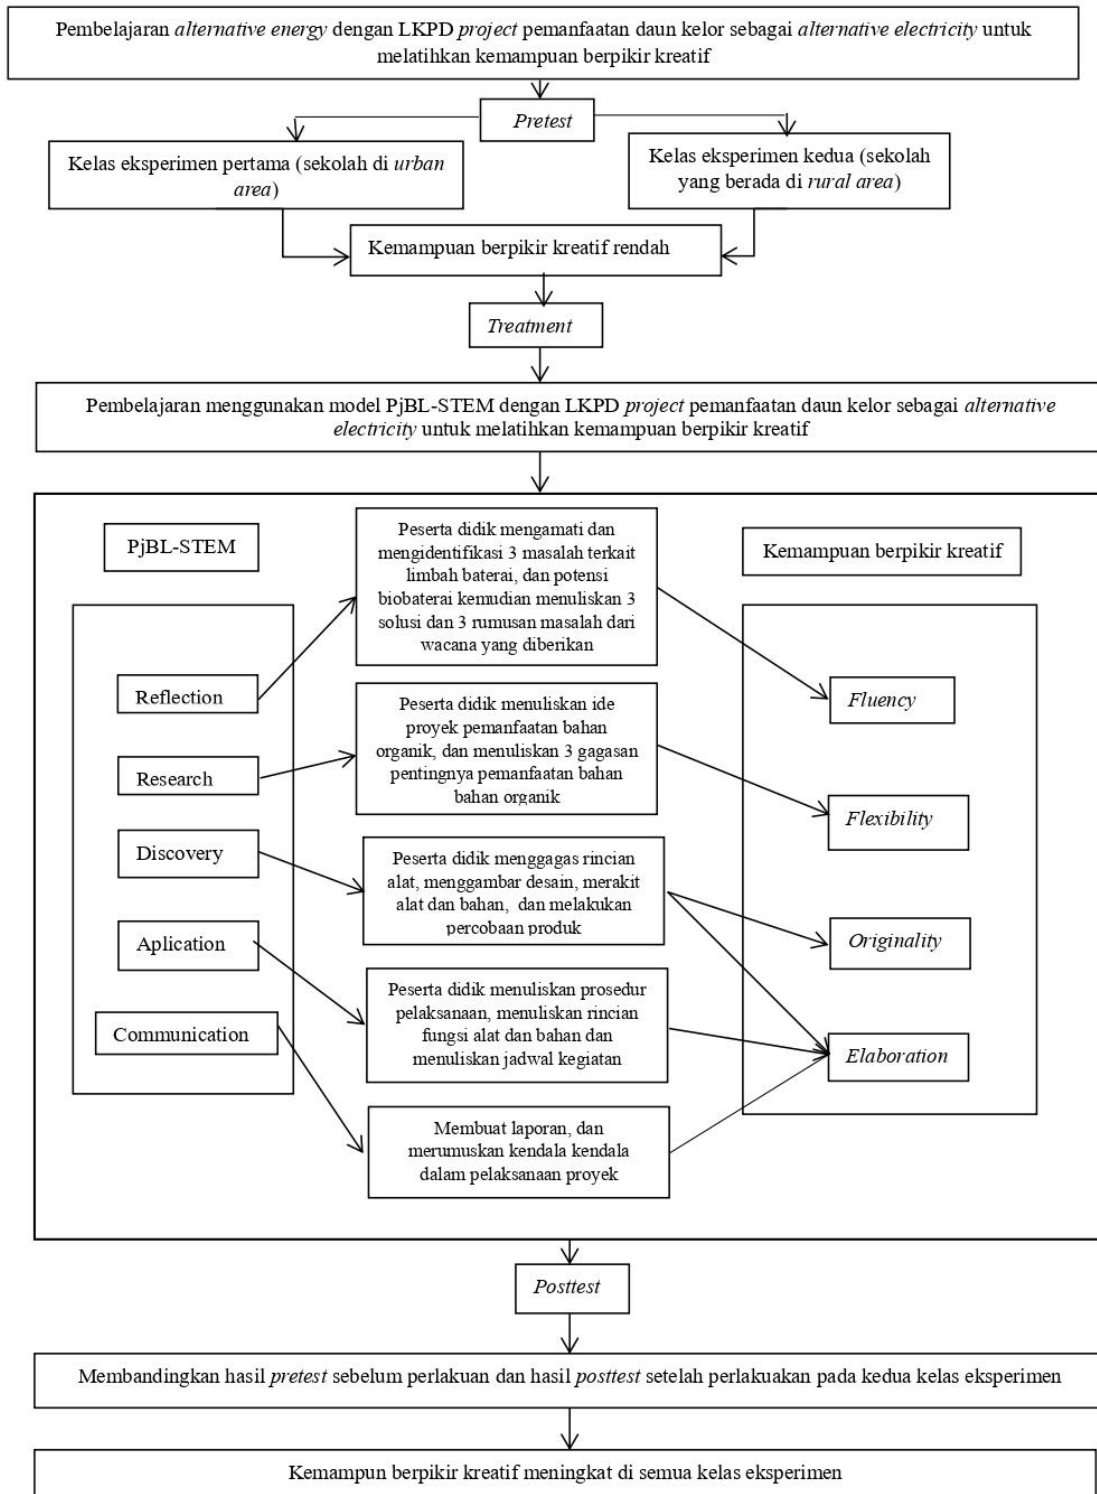 Pembelajaran alternative energy dengan LKPD project pemanfaatan daun kelor sebagai alternative electricity untuk
melatihkan kemampuan berpikir kreatif
Pretest
Kelas eksperimen pertama (sekolah di urban
area)
Kelas eksperimen kedua (sekolah
yang berada di rural area)
Kemampuan berpikir kreatif rendah
Treatment
Pembelajaran menggunakan model PjBL-STEM dengan LKPD project pemanfaatan daun kelor sebagai alternative
electricity untuk melatihkan kemampuan berpikir kreatif
PjBL-STEM
Reflection
Research
Discovery
Aplication
Communication
Peserta didik mengamati dan
mengidentifikasi 3 masalah terkait
limbah baterai, dan potensi
biobaterai kemudian menuliskan 3
solusi dan 3 rumusan masalah dari
wacana yang diberikan
Peserta didik menuliskan ide
proyek pemanfaatan bahan
organik, dan menuliskan 3 gagasan
pentingnya pemanfaatan bahan
bahan organik
Peserta didik menggagas rincian
alat, menggambar desain, merakit
alat dan bahan, dan melakukan
percobaan produk
Peserta didik menuliskan prosedur
pelaksanaan, menuliskan rincian
fungsi alat dan bahan dan
menuliskan jadwal kegiatan
Membuat laporan, dan
merumuskan kendala kendala
dalam pelaksanaan proyek
Kemampuan berpikir kreatif
Fluency
Flexibility
Originality
Elaboration
Posttest
Membandingkan hasil pretest sebelum perlakuan dan hasil posttest setelah perlakuakan pada kedua kelas eksperimen
Kemampun berpikir kreatif meningkat di semua kelas eksperimen